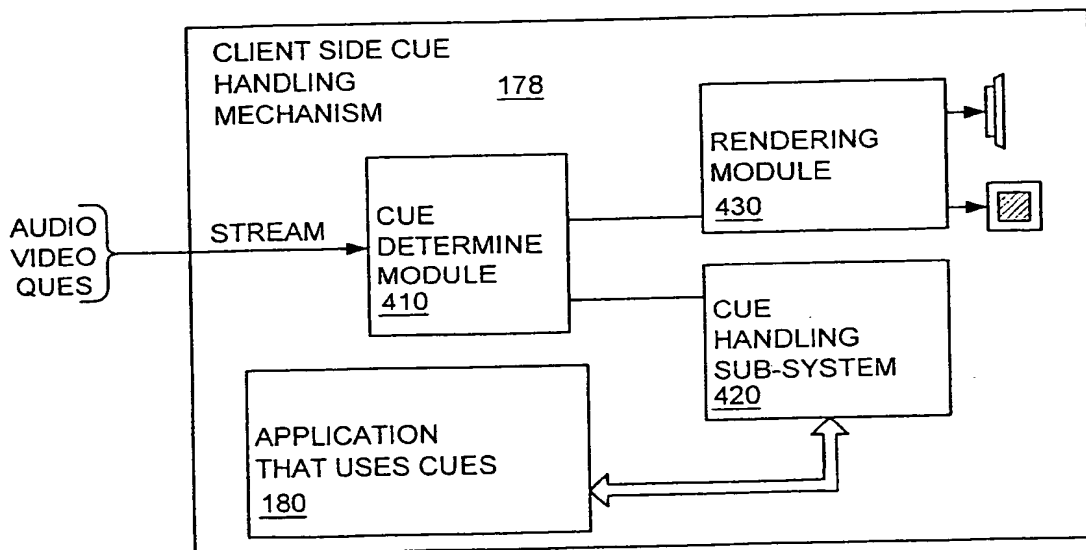 CLIENT SIDE CUE
HANDLING
MECHANISM
178
AUDIO
VIDEO
QUES
STREAM
CUE
DETERMINE
MODULE
410
RENDERING
MODULE
430
CUE
HANDLING
SUB-SYSTEM
420
APPLICATION
THAT USES CUES
180